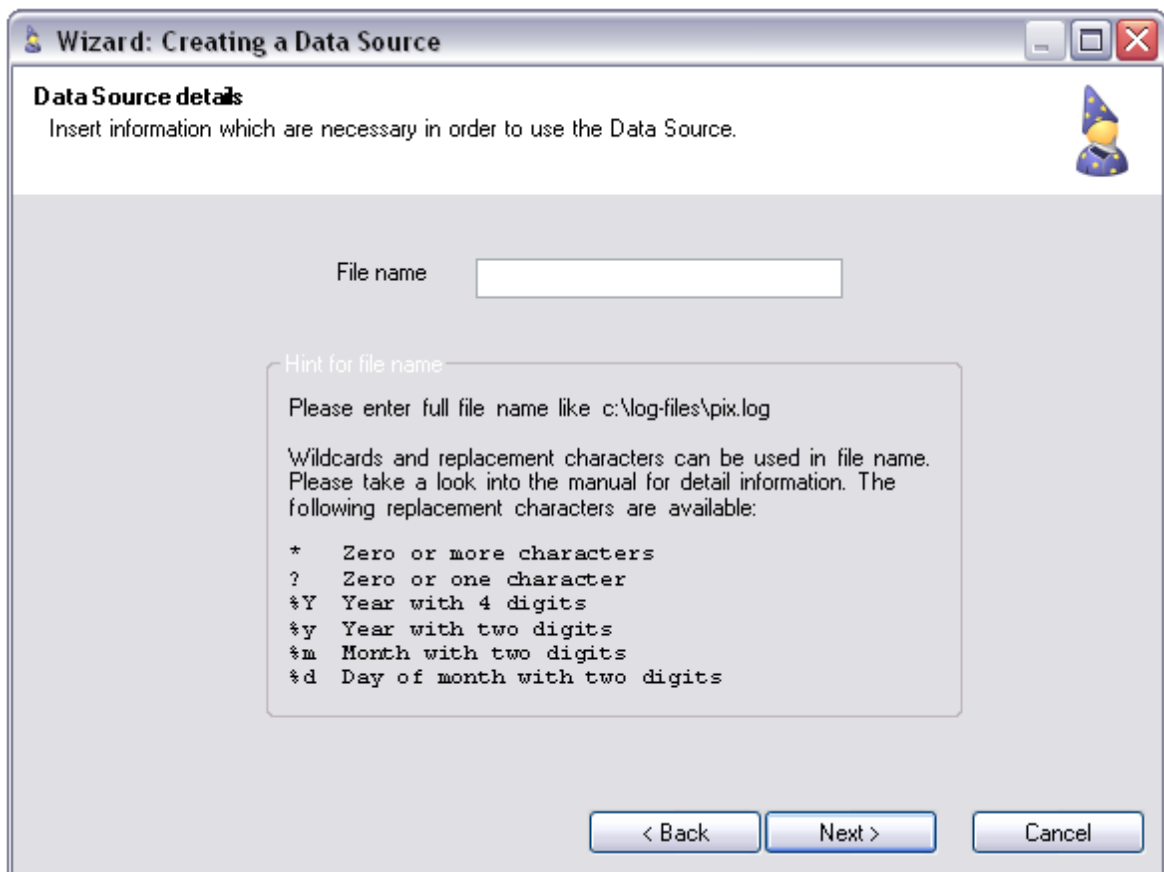 Wizard: Creating a Data Source
Data Source details
Insert information which are necessary in order to use the Data Source.
File name
Hint for file name
Please enter full file name like c:\log-files\pix.log
Wildcards and replacement characters can be used in file name.
Please take a look into the manual for detail information. The
following replacement characters are available:
* Zero or more characters
? Zero or one character
%Y Year with 4 digits
%y Year with two digits
%m Month with two digits
%d Day of month with two digits
< Back
Next >
Cancel